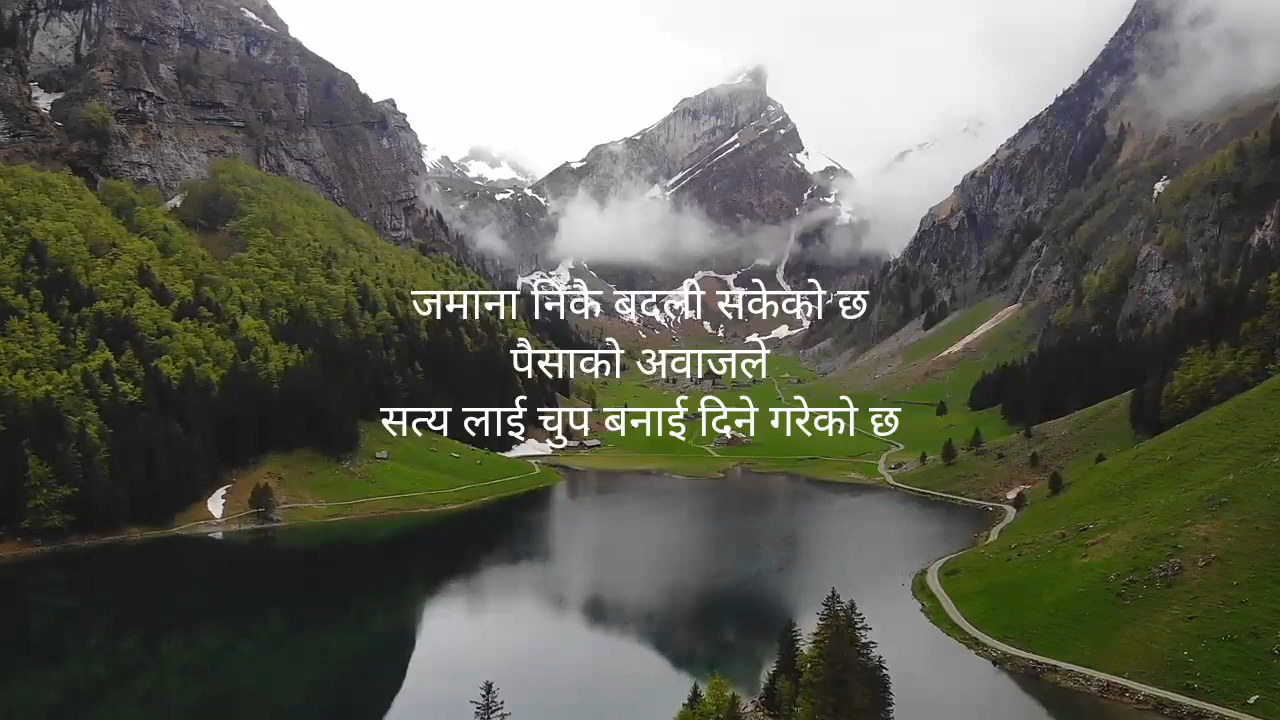 जमाना निकै बदली सकेको छ
पैसाको अवाजले
सत्य लाई चुप बनाई दिने गरेको छ